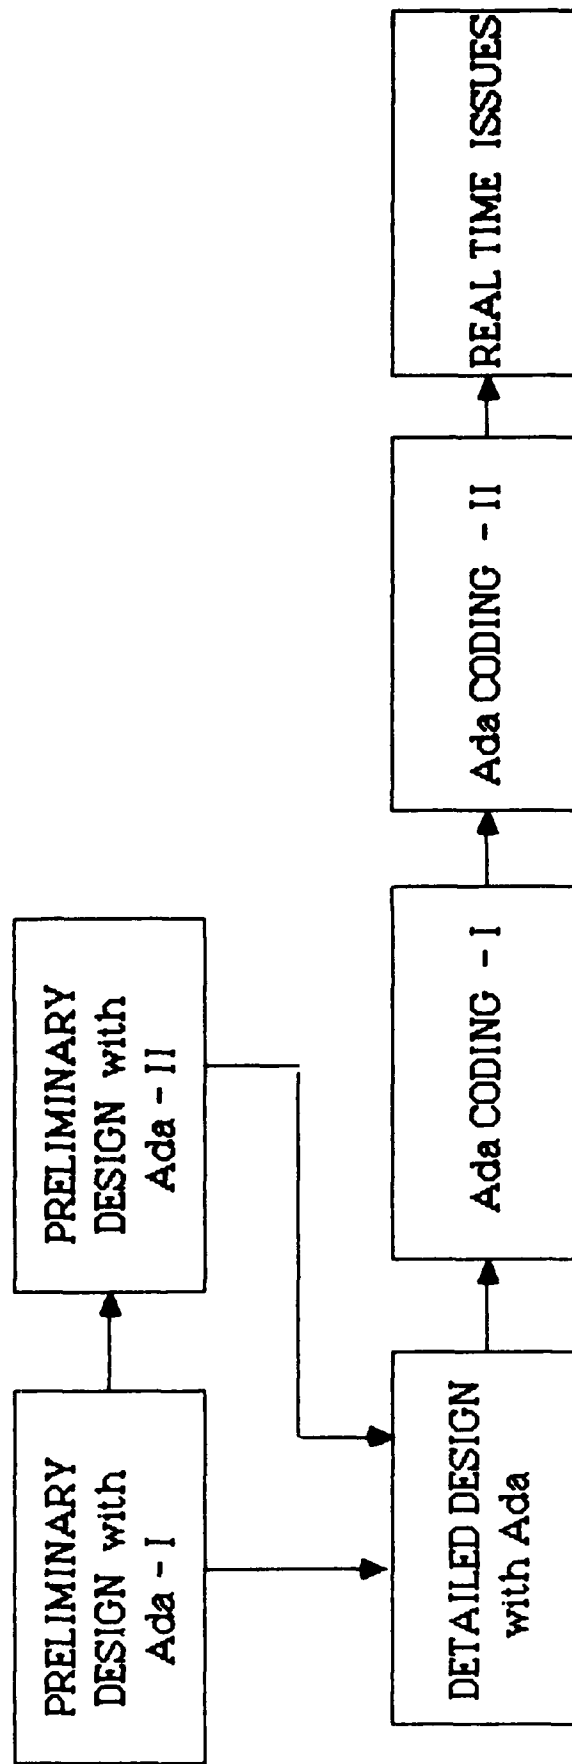 PRELIMINARY
DESIGN with
Ada - I
PRELIMINARY
DESIGN with
Ada - II
DETAILED DESIGN
with Ada
Ada CODING - I
Ada CODING - II
REAL TIME ISSUES